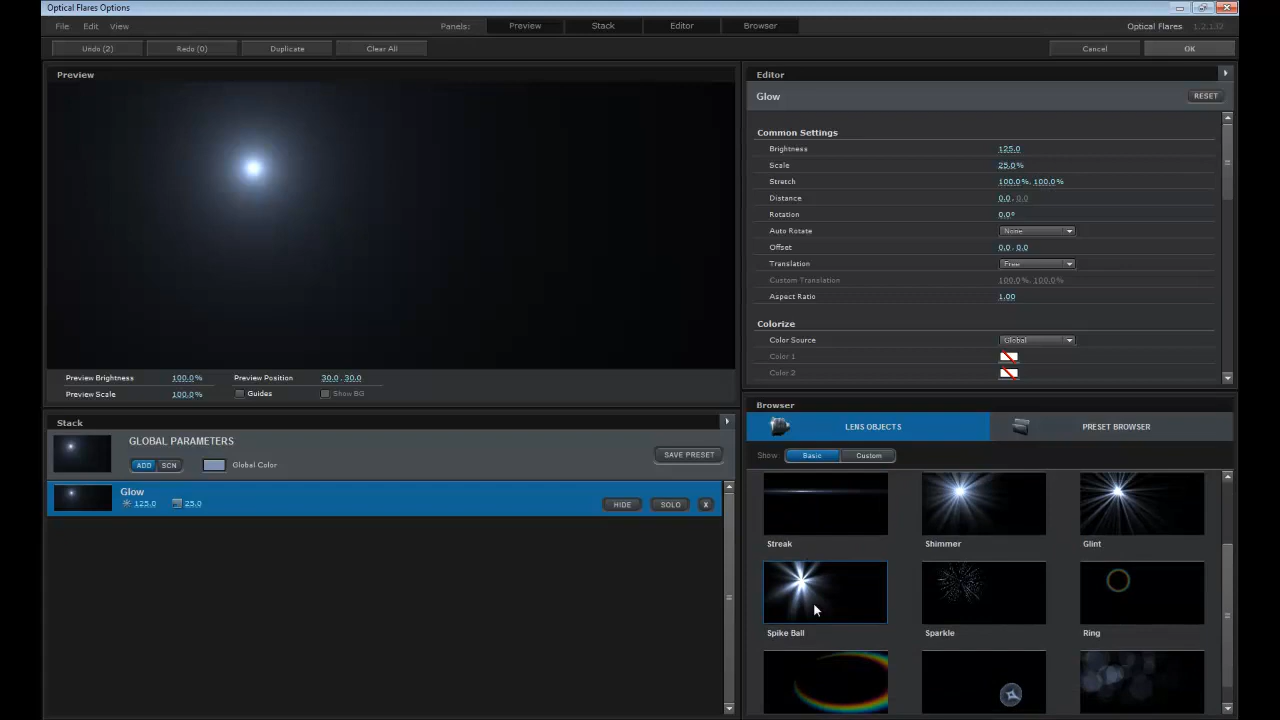 Optical Flares Options
File Edit View Panels: Preview Stack Editor Browser Optical Flares 1.2.132
Undo (2) Redo (0) Duplicate Clear All Cancel OK
Preview
Preview Brightness 100.0% Preview Position 30.0, 30.0
Preview Scale 100.0% Guides Show BG
Stack
GLOBAL PARAMETERS
ADD SCN Global Color SAVE PRESET
Glow
125.0 25.0 HIDE SOLO X
Editor
Glow RESET
Common Settings
Brightness 125.0
Scale 25.0%
Stretch 100.0%, 100.0%
Distance 0.0, 0.0
Rotation 0.0°
Auto Rotate None
Offset 0.0, 0.0
Translation Free
Custom Translation 100.0%, 100.0%
Aspect Ratio 1.00
Colorize
Color Source Global
Color 1
Color 2
Browser
LENS OBJECTS PRESET BROWSER
Show: Basic Custom
Streak Shimmer Glint
Spike Ball Sparkle Ring